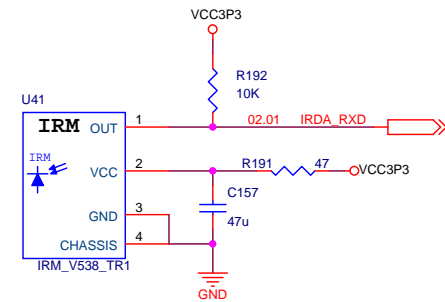 VCC3P3
R192
10K
U41
IRM OUT 1
02.01 IRDA_RXD
IRM
VCC 2
R191 47
VCC3P3
C157
47u
GND 3
CHASSIS 4
IRM_V538_TR1
GND